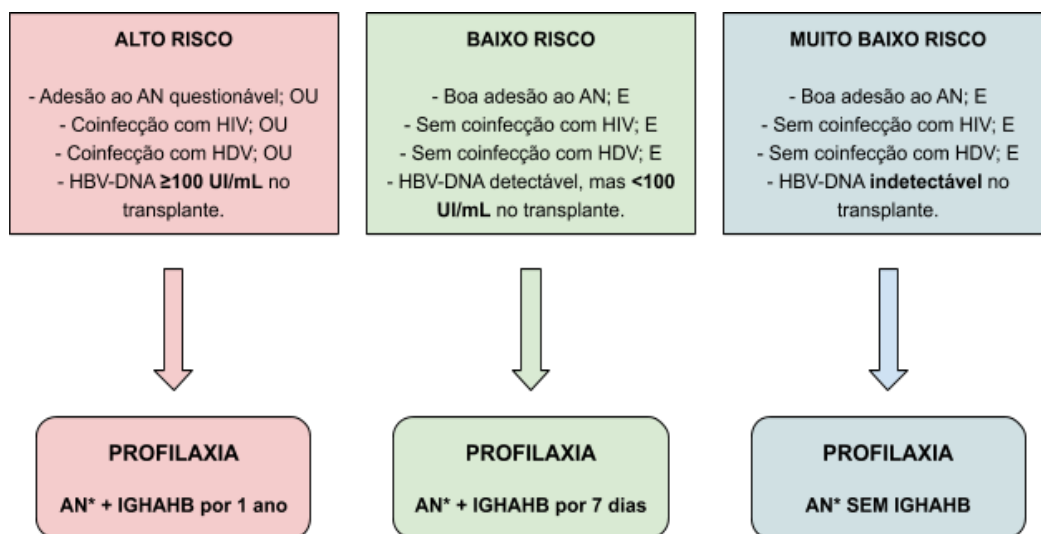 ALTO RISCO
- Adesão ao AN questionável; OU
- Coinfecção com HIV; OU
- Coinfecção com HDV; OU
- HBV-DNA ≥100 UI/mL no
transplante.
BAIXO RISCO
- Boa adesão ao AN; E
- Sem coinfecção com HIV; E
- Sem coinfecção com HDV; E
- HBV-DNA detectável, mas <100
UI/mL no transplante.
MUITO BAIXO RISCO
- Boa adesão ao AN; E
- Sem coinfecção com HIV; E
- Sem coinfecção com HDV; E
- HBV-DNA indetectável no
transplante.
PROFILAXIA
AN* + IGHAHB por 1 ano
PROFILAXIA
AN* + IGHAHB por 7 dias
PROFILAXIA
AN* SEM IGHAHB